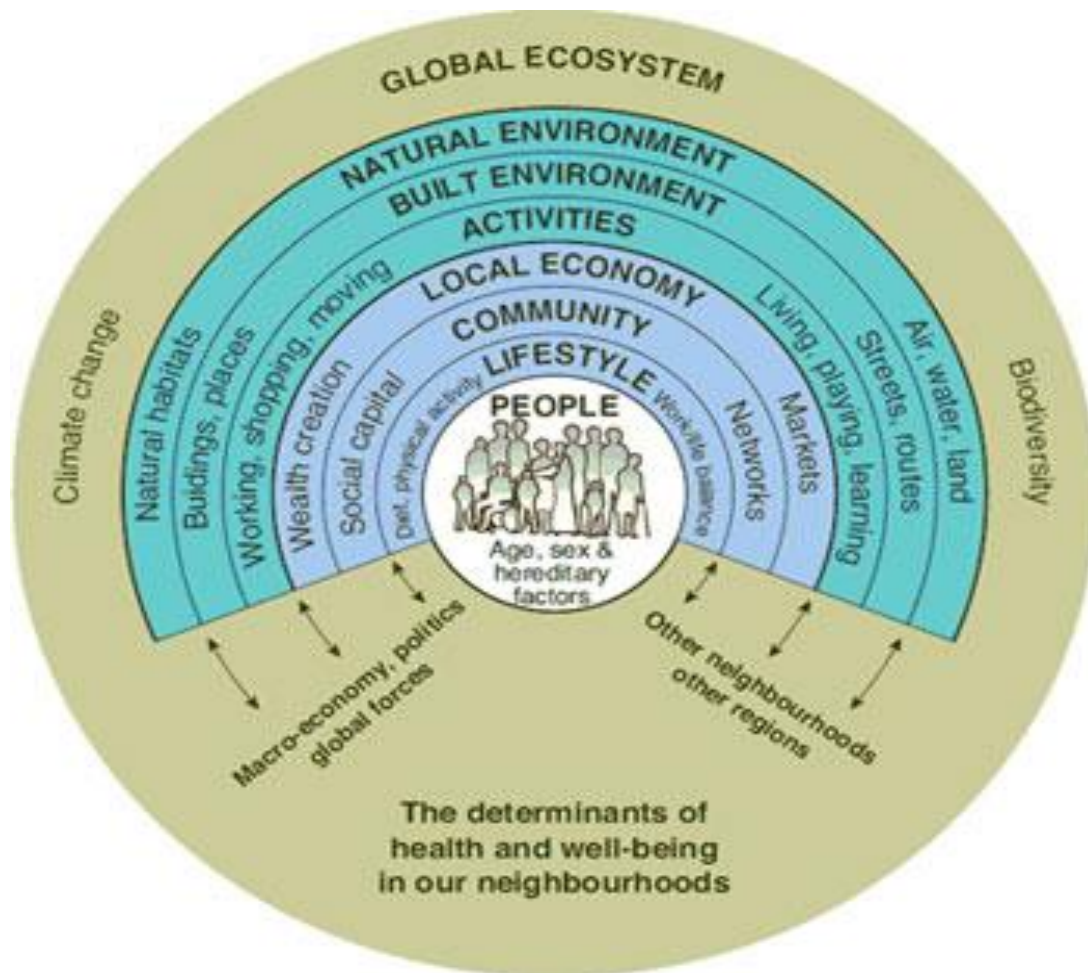 GLOBAL ECOSYSTEM
NATURAL ENVIRONMENT
BUILT ENVIRONMENT
ACTIVITIES
LOCAL ECONOMY
COMMUNITY
LIFESTYLE
PEOPLE
Age, sex &
hereditary
factors
Climate change
Natural habitats
Buidings, places
Working, shopping, moving
Wealth creation
Social capital
Diet, physical activity
Work/life balance
Networks
Markets
Living, playing, learning
Streets, routes
Air, water, land
Biodiversity
Macro-economy, politics
global forces
Other neighbourhoods
other regions
The determinants of
health and well-being
in our neighbourhoods